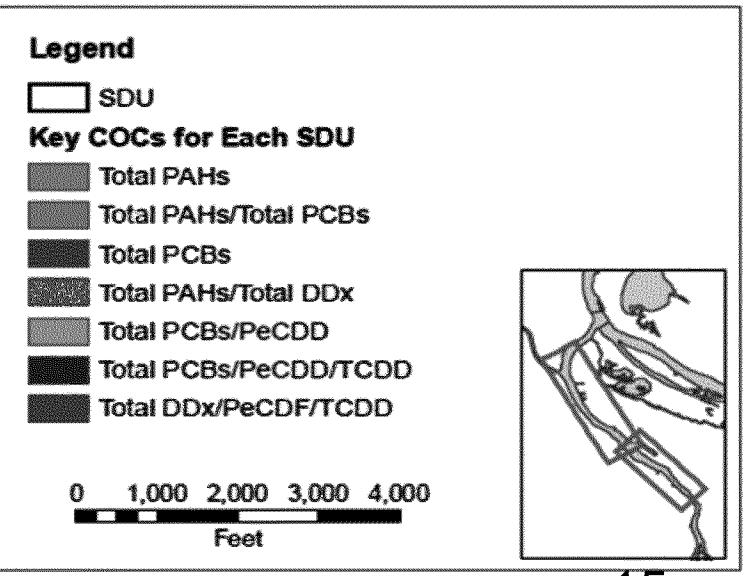 Legend
SDU
Key COCs for Each SDU
Total PAHs
Total PAHs/Total PCBs
Total PCBs
Total PAHs/Total DDx
Total PCBs/PeCDD
Total PCBs/PeCDD/TCDD
Total DDx/PeCDF/TCDD
0 1,000 2,000 3,000 4,000
Feet